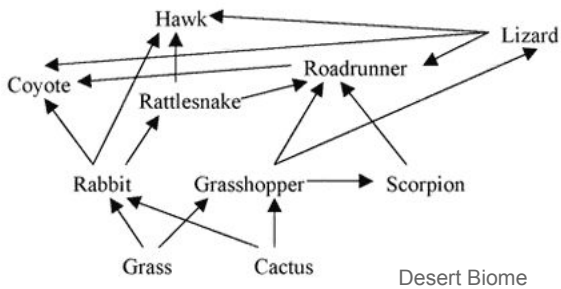 Hawk
Lizard
Roadrunner
Coyote
Rattlesnake
Rabbit
Grasshopper
Scorpion
Grass
Cactus
Desert Biome